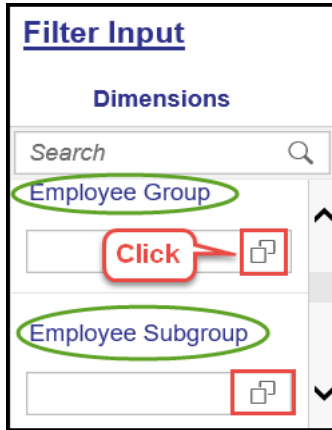 Filter Input
Dimensions
Search
Employee Group
Click
Employee Subgroup